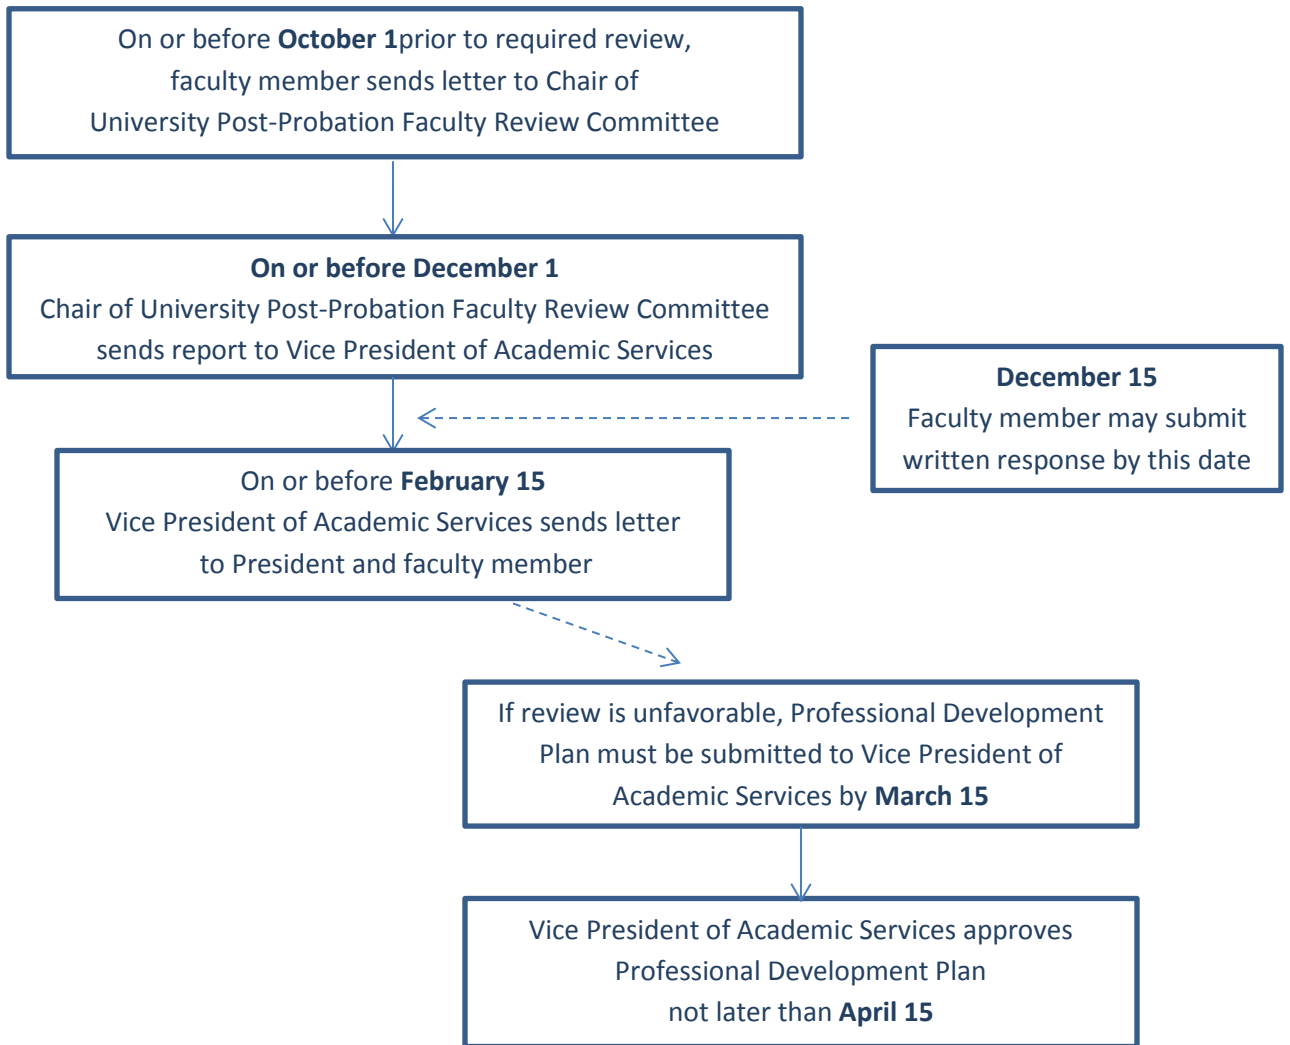 On or before October 1prior to required review,
faculty member sends letter to Chair of
University Post-Probation Faculty Review Committee
On or before December 1
Chair of University Post-Probation Faculty Review Committee
sends report to Vice President of Academic Services
December 15
Faculty member may submit
written response by this date
On or before February 15
Vice President of Academic Services sends letter
to President and faculty member
If review is unfavorable, Professional Development
Plan must be submitted to Vice President of
Academic Services by March 15
Vice President of Academic Services approves
Professional Development Plan
not later than April 15